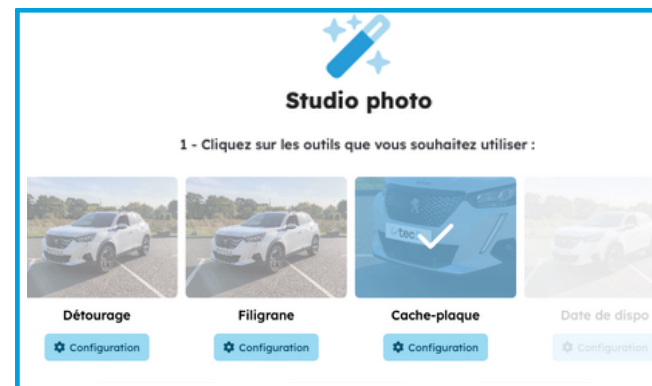 Studio photo
1 - Cliquez sur les outils que vous souhaitez utiliser :
Détourage
Filigrane
Cache-plaque
Date de dispo
Configuration
Configuration
Configuration
Configuration